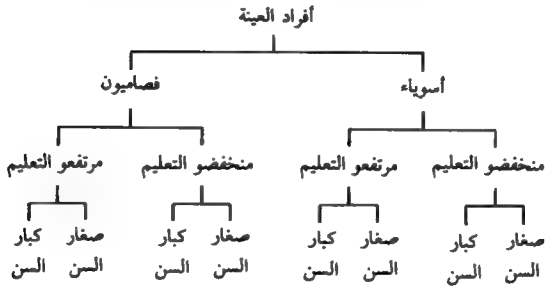 أفراد العينة
أسوياء
فصاميون
منخفضو التعليم
مرتفعو التعليم
منخفضو التعليم
مرتفعو التعليم
صغار السن
كبار السن
صغار السن
كبار السن
صغار السن
كبار السن
صغار السن
كبار السن